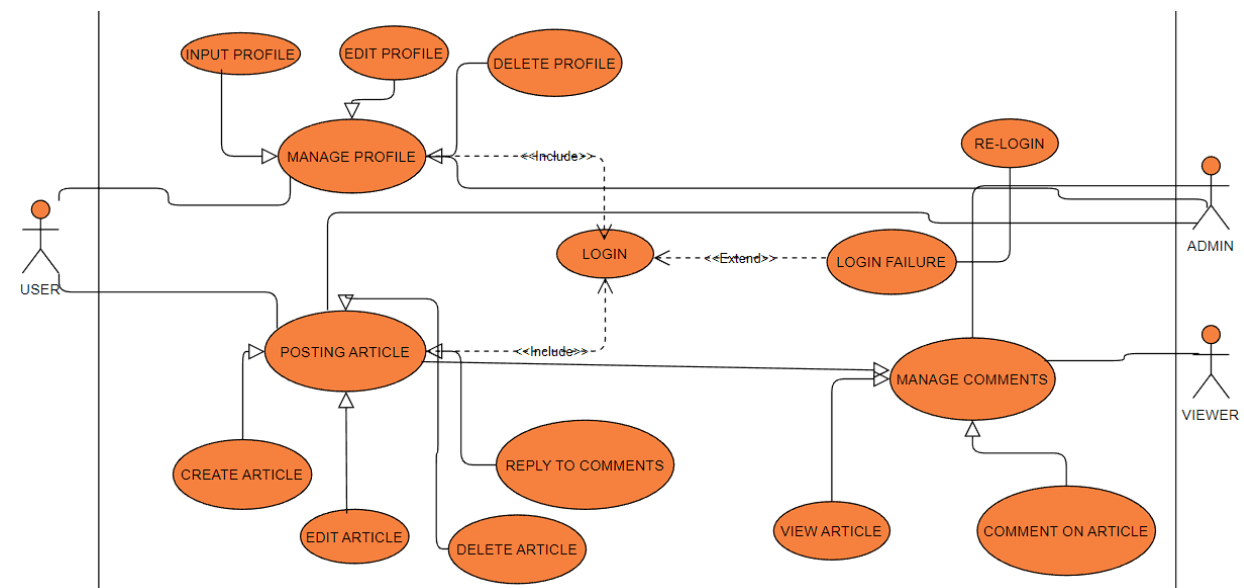 INPUT PROFILE
EDIT PROFILE
DELETE PROFILE
MANAGE PROFILE
<<Include>>
RE-LOGIN
USER
ADMIN
LOGIN
<<Extend>>
LOGIN FAILURE
POSTING ARTICLE
<<Include>>
MANAGE COMMENTS
VIEWER
CREATE ARTICLE
REPLY TO COMMENTS
EDIT ARTICLE
DELETE ARTICLE
VIEW ARTICLE
COMMENT ON ARTICLE